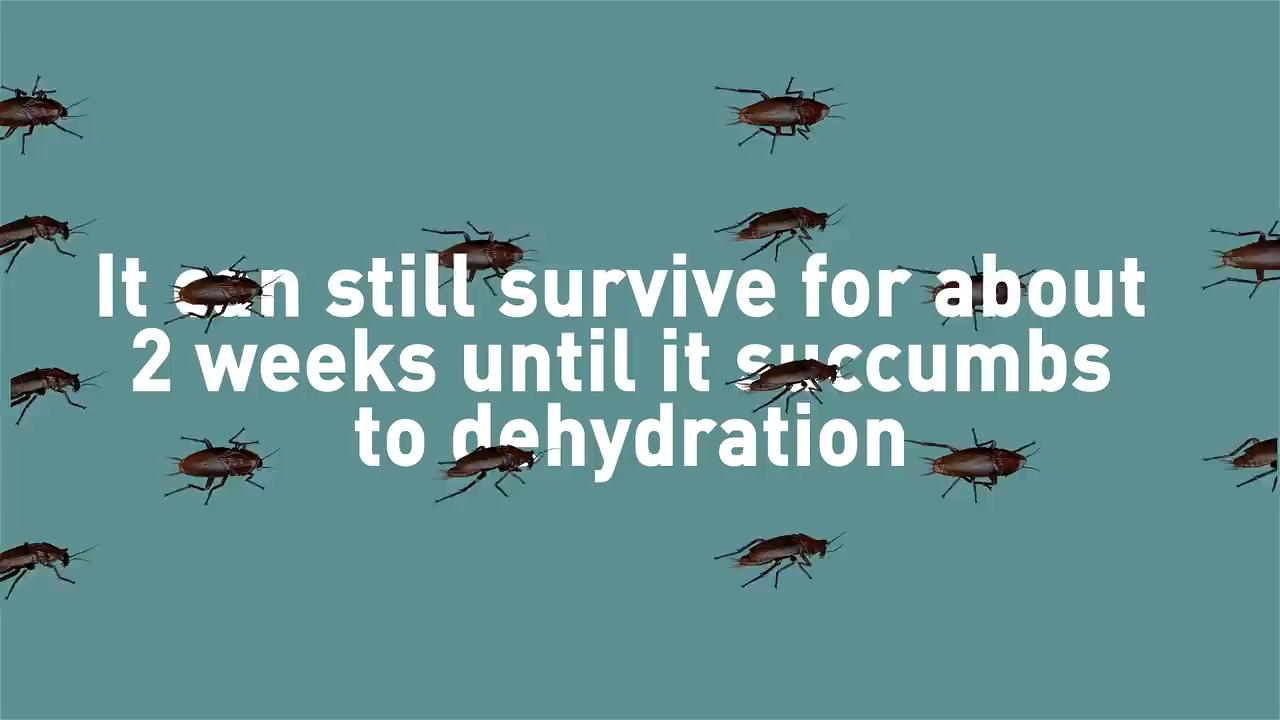 It can still survive for about
2 weeks until it succumbs
to dehydration